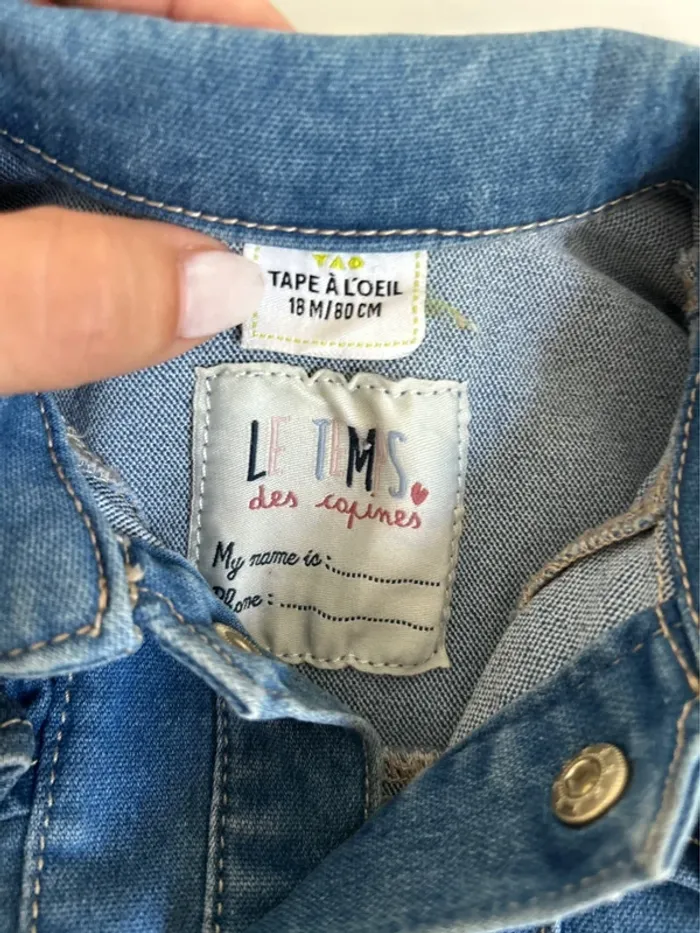 TAO
TAPE À L'OEIL
18 M/80 CM
LE TEMPS
des copines
My name is:
Phone: